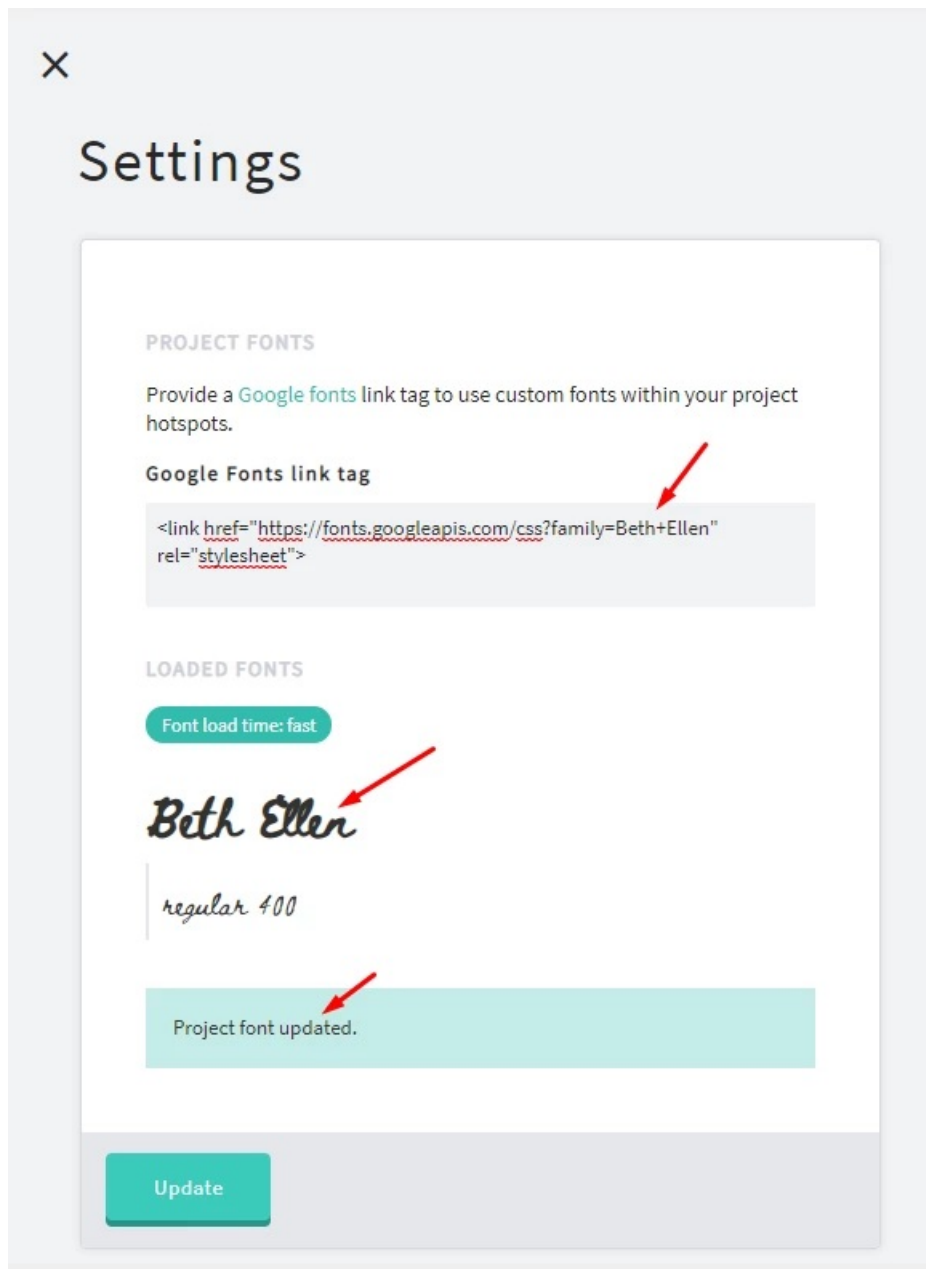 Settings
PROJECT FONTS
Provide a Google fonts link tag to use custom fonts within your project
hotspots.
Google Fonts link tag
<link href="https://fonts.googleapis.com/css?family=Beth+Ellen"
rel="stylesheet">
LOADED FONTS
Font load time: fast
Beth Ellen
regular 400
Project font updated.
Update